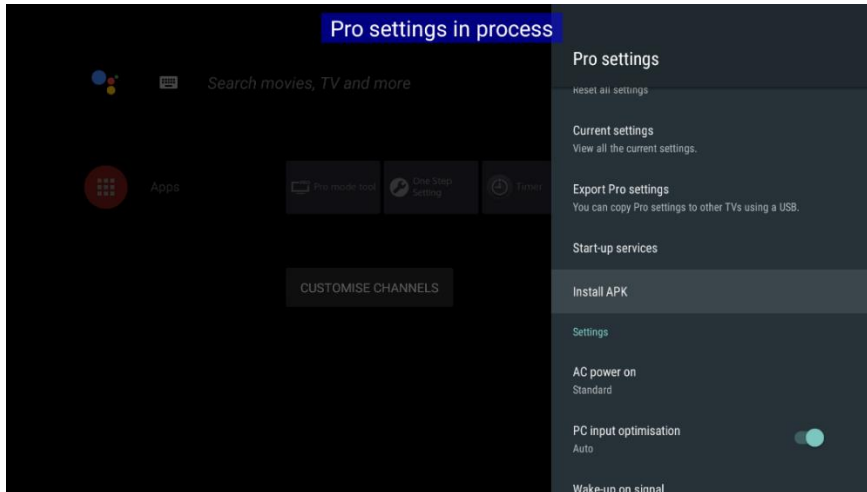 Pro settings in process
Search movies, TV and more
Apps
Pro mode tool
One Step
Setting
Timer
CUSTOMISE CHANNELS
Pro settings
Reset all settings
Current settings
View all the current settings.
Export Pro settings
You can copy Pro settings to other TVs using a USB.
Start-up services
Install APK
Settings
AC power on
Standard
PC input optimisation
Auto
Wake-up on signal